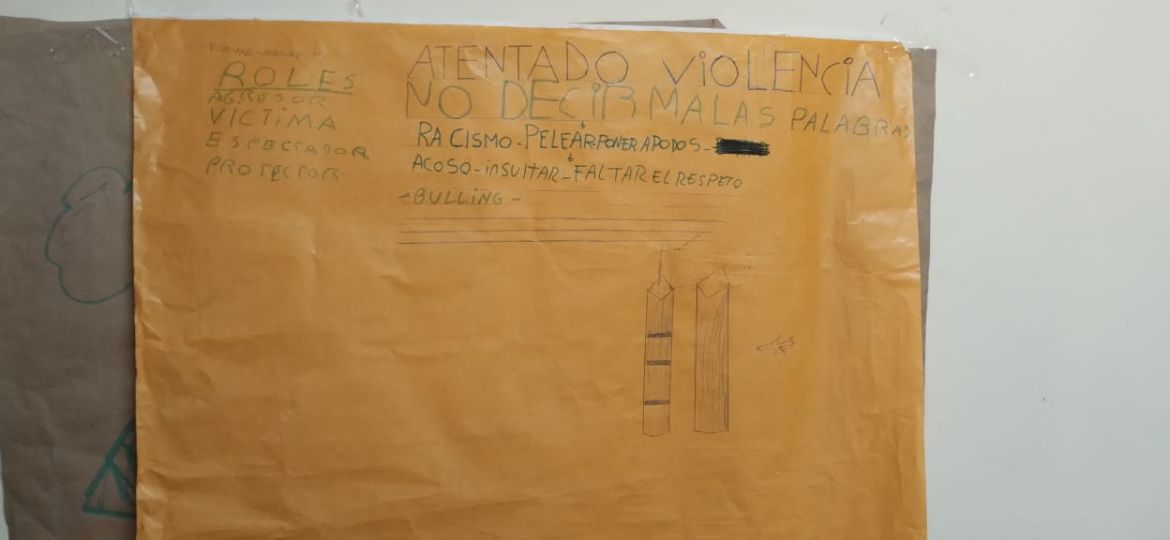 ROLES
AGRESOR
VICTIMA
ESPECTADOR
PROTECTOR
ATENTADO VIOLENCIA
NO DECIR MALAS PALABRAS
RACISMO-PELEAR-PONER APODOS-
ACOSO-INSULTAR-FALTAR EL RESPETO
-BULLING-